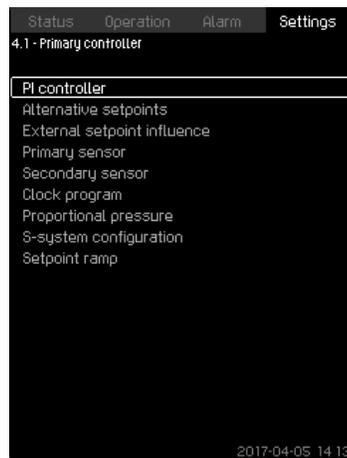 Status Operation Alarm Settings
4.1 - Primary controller
PI controller
Alternative setpoints
External setpoint influence
Primary sensor
Secondary sensor
Clock program
Proportional pressure
S-system configuration
Setpoint ramp
2017-04-05 14:13